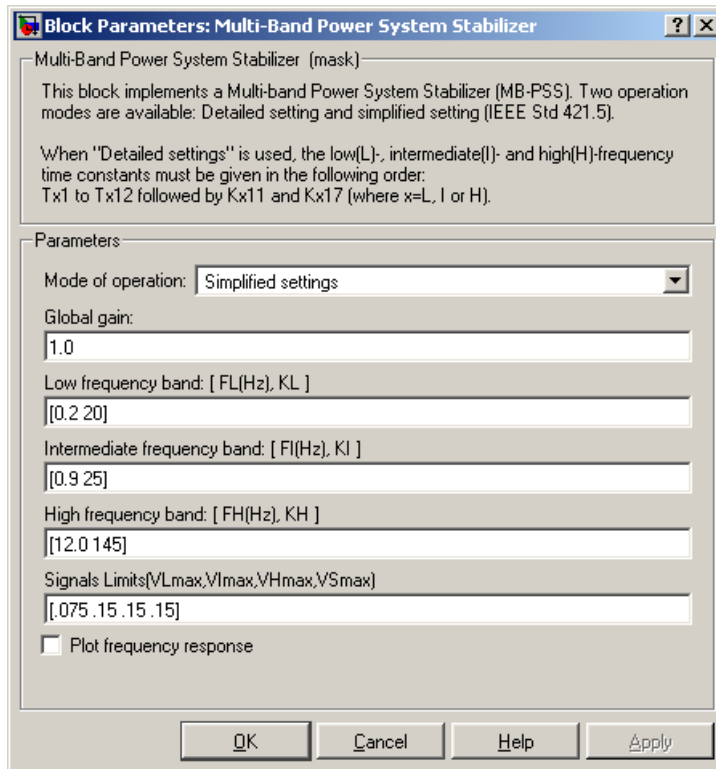 Block Parameters: Multi-Band Power System Stabilizer
Multi-Band Power System Stabilizer (mask)
This block implements a Multi-band Power System Stabilizer (MB-PSS). Two operation
modes are available: Detailed setting and simplified setting (IEEE Std 421.5).
When "Detailed settings" is used, the low(L)-, intermediate(I)- and high(H)-frequency
time constants must be given in the following order:
Tx1 to Tx12 followed by Kx11 and Kx17 (where x=L, I or H).
Parameters
Mode of operation: Simplified settings
Global gain:
1.0
Low frequency band: [ FL(Hz), KL ]
[0.2 20]
Intermediate frequency band: [ FI(Hz), KI ]
[0.9 25]
High frequency band: [ FH(Hz), KH ]
[12.0 145]
Signals Limits(VLmax,VImax,VHmax,VSmax)
[.075 .15 .15 .15]
Plot frequency response
OK Cancel Help Apply